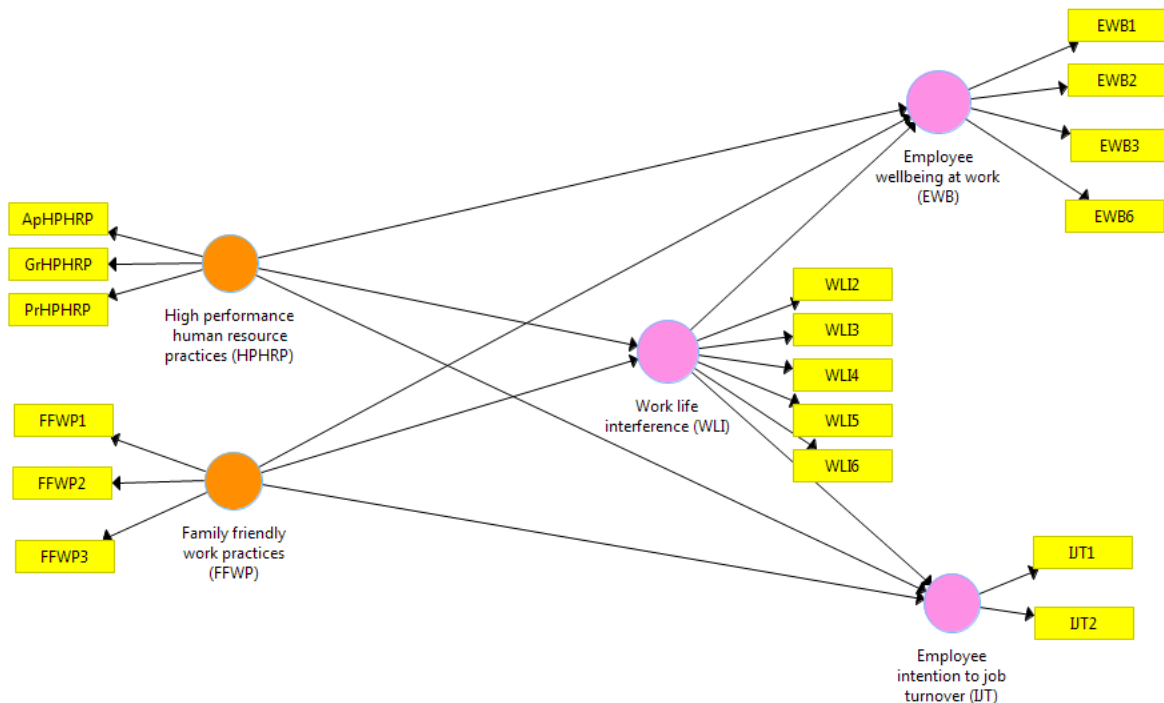 EWB1
EWB2
EWB3
EWB6
Employee
wellbeing at work
(EWB)
ApHPHRP
GrHPHRP
PrHPHRP
High performance
human resource
practices (HPHRP)
WLI2
WLI3
WLI4
WLI5
WLI6
Work life
interference (WLI)
FFWP1
FFWP2
FFWP3
Family friendly
work practices
(FFWP)
IJT1
IJT2
Employee
intention to job
turnover (IJT)